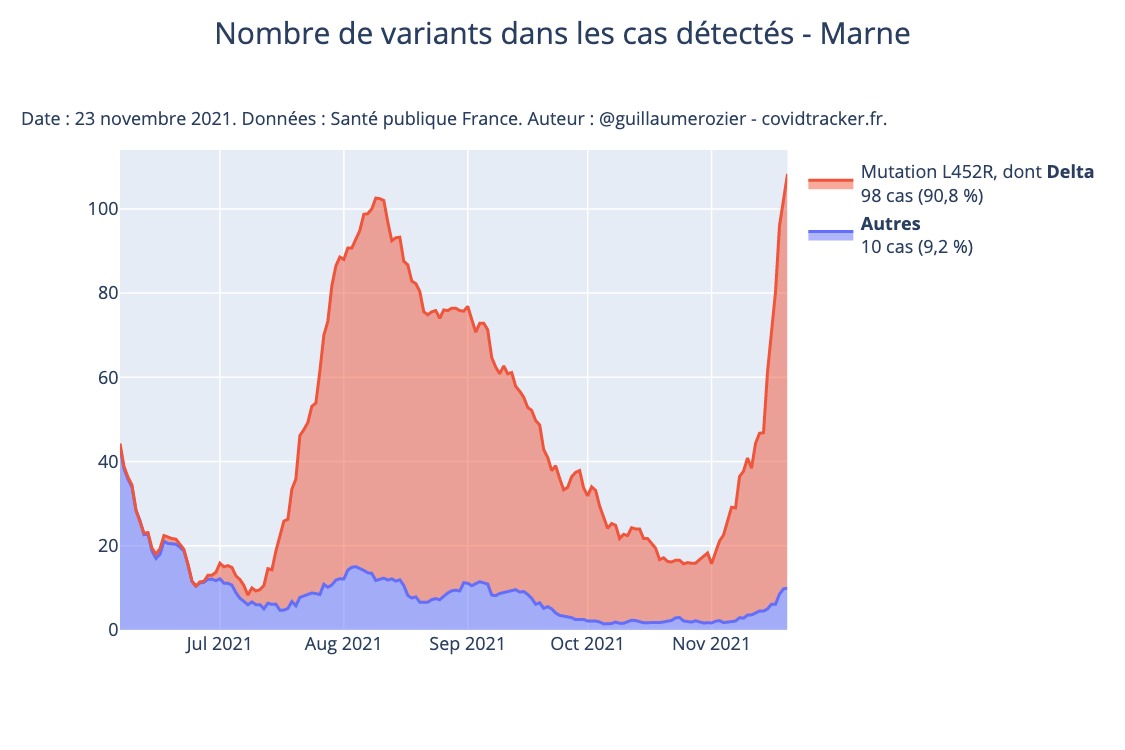 Nombre de variants dans les cas détectés - Marne
Date : 23 novembre 2021. Données : Santé publique France. Auteur : @guillaumerozier - covidtracker.fr.
Mutation L452R, dont Delta
98 cas (90,8 %)
Autres
10 cas (9,2 %)
100
80
60
40
20
0
Jul 2021
Aug 2021
Sep 2021
Oct 2021
Nov 2021